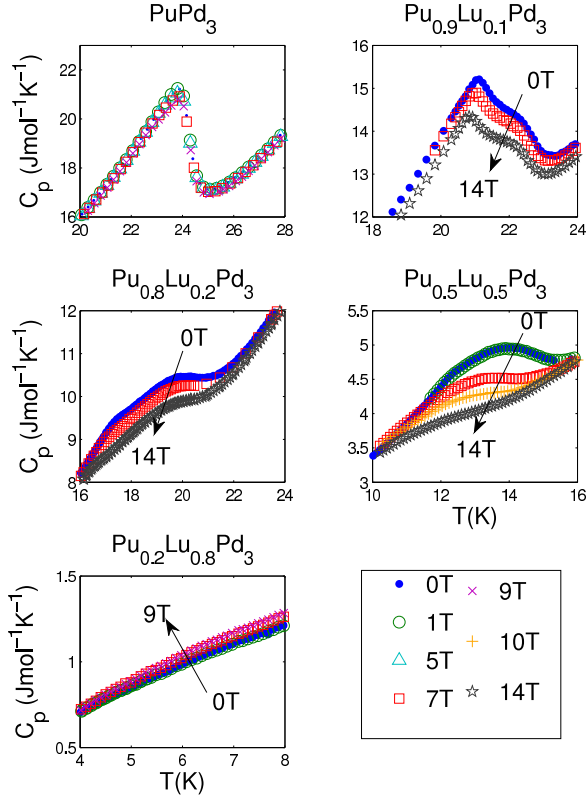 PuPd3
Cp (Jmol−1K−1)
22
21
20
19
18
17
16
20 22 24 26 28
Pu0.9Lu0.1Pd3
16
15
14
13
12
18 20 22 24
0T
14T
Pu0.8Lu0.2Pd3
Cp (Jmol−1K−1)
12
11
10
9
8
16 18 20 22 24
0T
14T
Pu0.5Lu0.5Pd3
5.5
5
4.5
4
3.5
3
10 12 14 16
T(K)
0T
14T
Pu0.2Lu0.8Pd3
Cp (Jmol−1K−1)
1.5
1
0.5
4 5 6 7 8
T(K)
9T
0T
0T
1T
5T
7T
9T
10T
14T